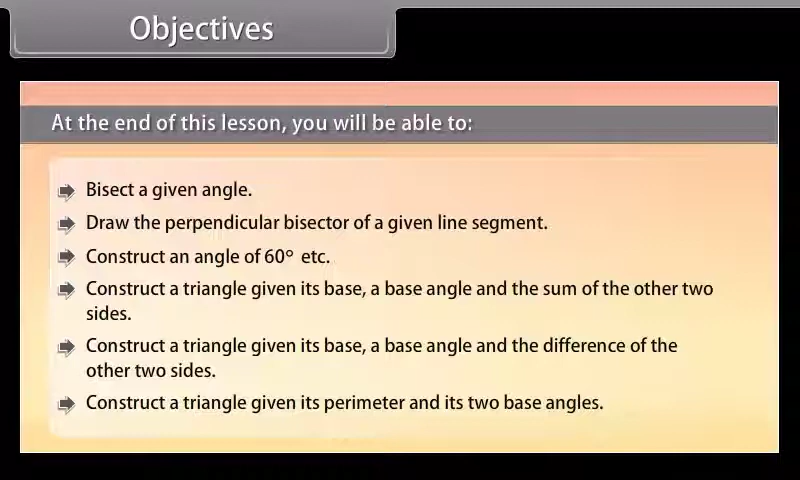 Objectives
At the end of this lesson, you will be able to:
Bisect a given angle.
Draw the perpendicular bisector of a given line segment.
Construct an angle of 60º etc.
Construct a triangle given its base, a base angle and the sum of the other two
sides.
Construct a triangle given its base, a base angle and the difference of the
other two sides.
Construct a triangle given its perimeter and its two base angles.